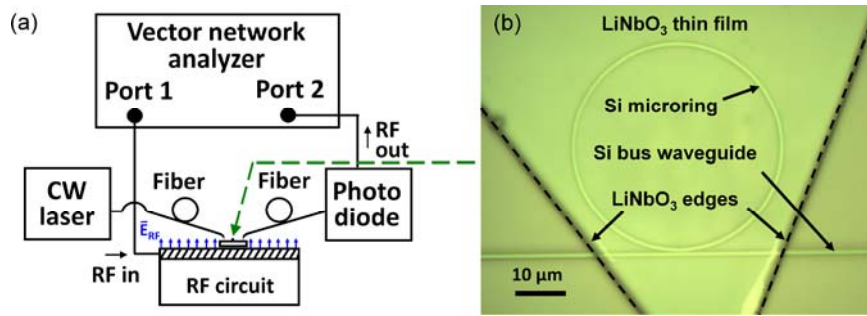 (a)
Vector network
analyzer
Port 1
Port 2
RF
out
CW
laser
Fiber
Fiber
Photo
diode
ĒRF
RF in
RF circuit
(b)
LiNbO3 thin film
Si microring
Si bus waveguide
LiNbO3 edges
10 μm